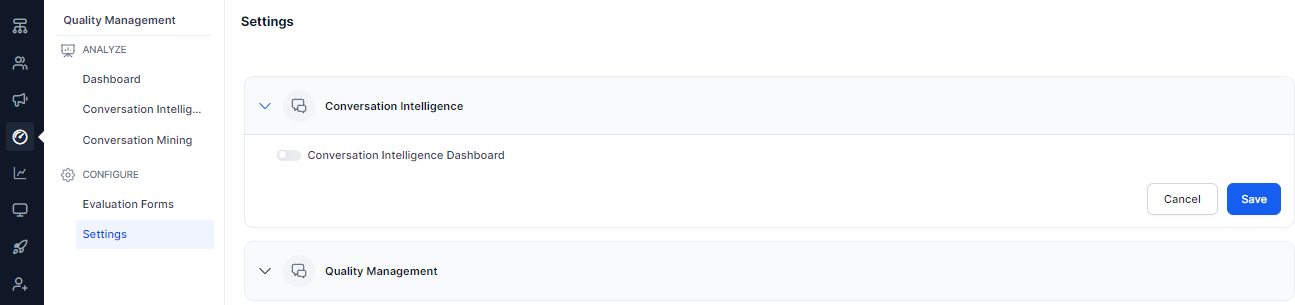 Quality Management
ANALYZE
Dashboard
Conversation Intellig...
Conversation Mining
CONFIGURE
Evaluation Forms
Settings
Settings
Conversation Intelligence
Conversation Intelligence Dashboard
Cancel
Save
Quality Management